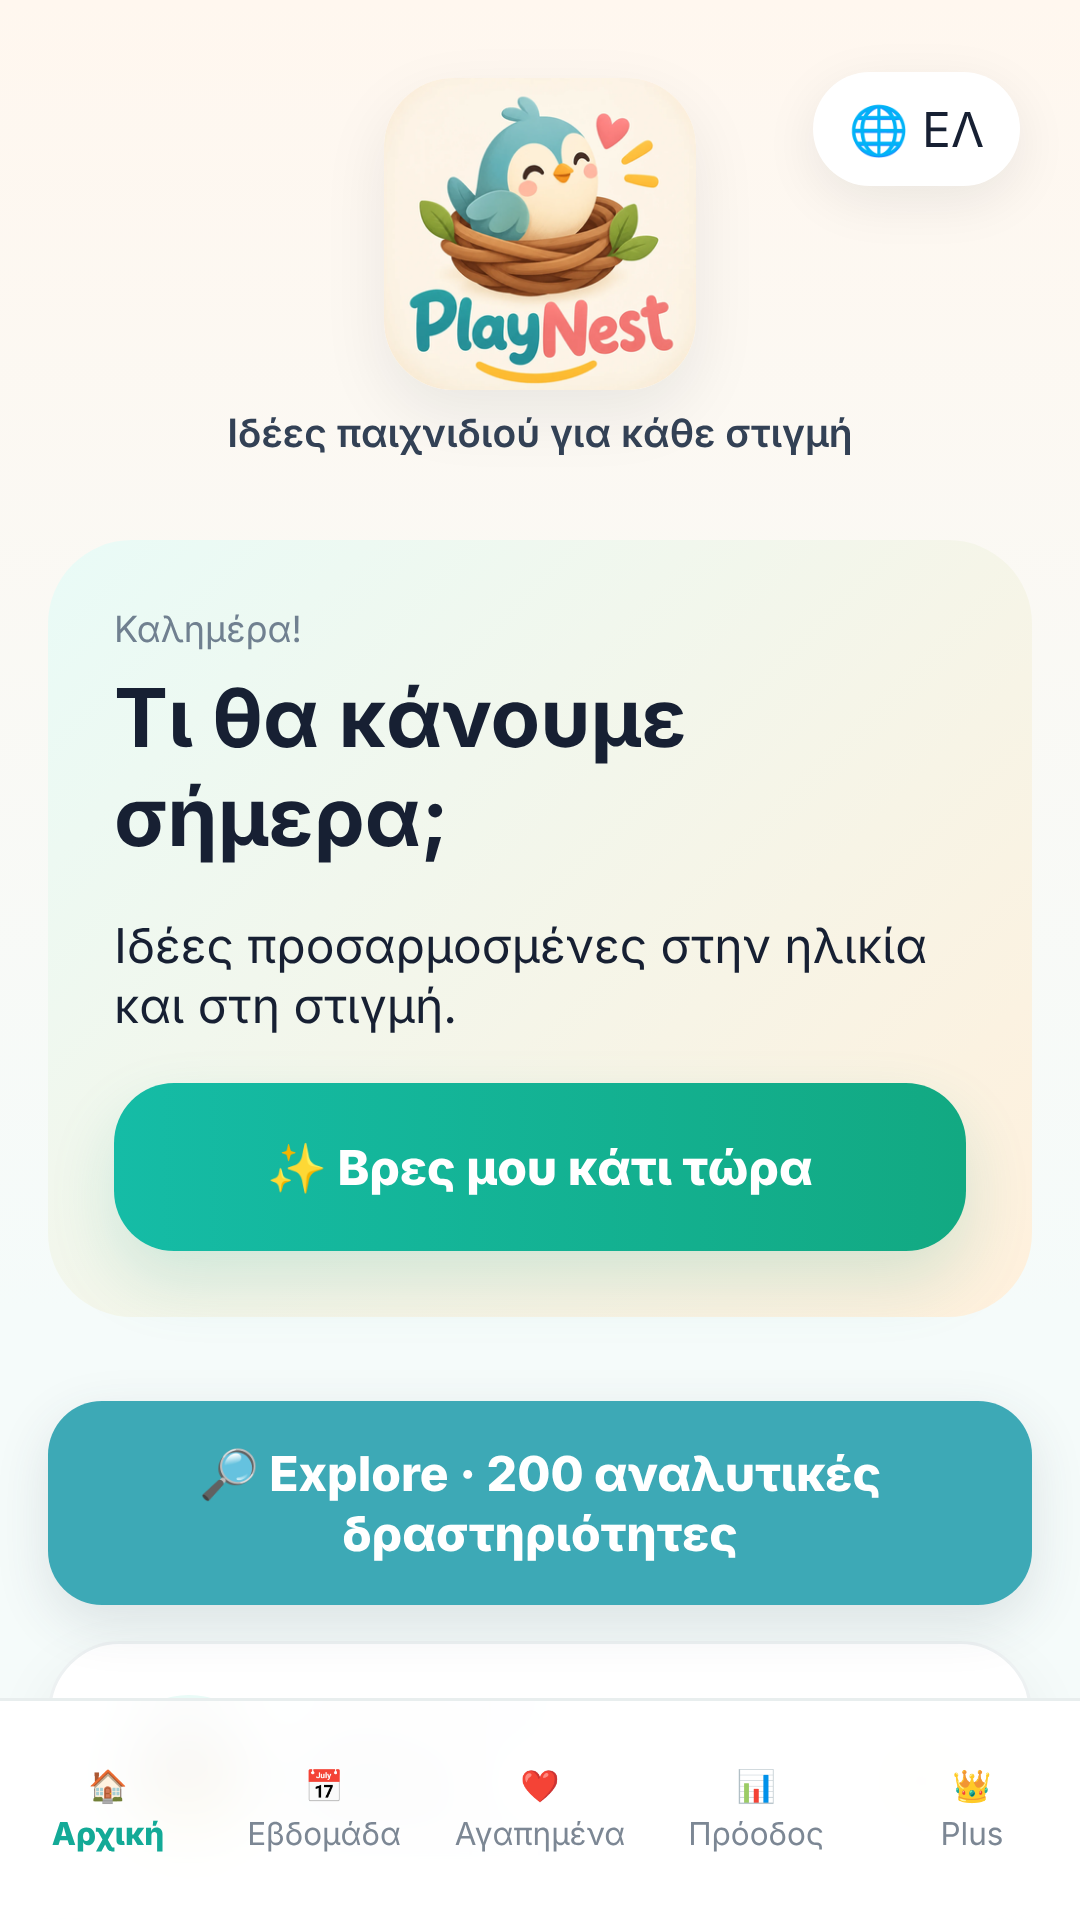 🌐 ΕΛ
PlayNest
Ιδέες παιχνιδιού για κάθε στιγμή
Καλημέρα!
Τι θα κάνουμε
σήμερα;
Ιδέες προσαρμοσμένες στην ηλικία
και στη στιγμή.
✨ Βρες μου κάτι τώρα
🔎 Explore · 200 αναλυτικές
δραστηριότητες
🏠 📅 ❤️ 📊 👑
Αρχική Εβδομάδα Αγαπημένα Πρόοδος Plus